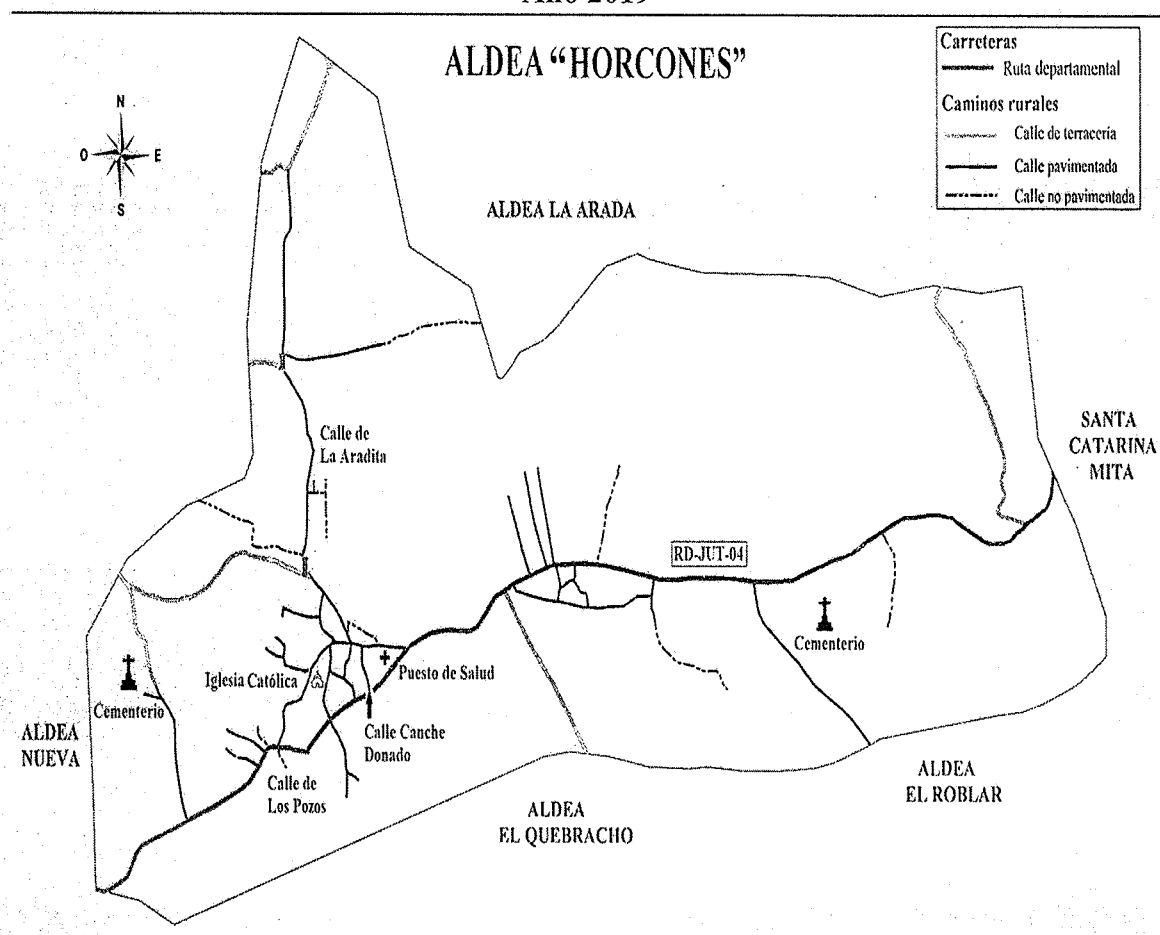 Año 2019
ALDEA “HORCONES”
Carreteras
Ruta departamental
Caminos rurales
Calle de terracería
Calle pavimentada
Calle no pavimentada
N
O
E
S
ALDEA LA ARADA
Calle de
La Aradita
SANTA
CATARINA
MITA
RD-JUT-04
Cementerio
Iglesia Católica
Puesto de Salud
Cementerio
Calle Canche
Donado
ALDEA
NUEVA
Calle de
Los Pozos
ALDEA
EL QUEBRACHO
ALDEA
EL ROBLAR